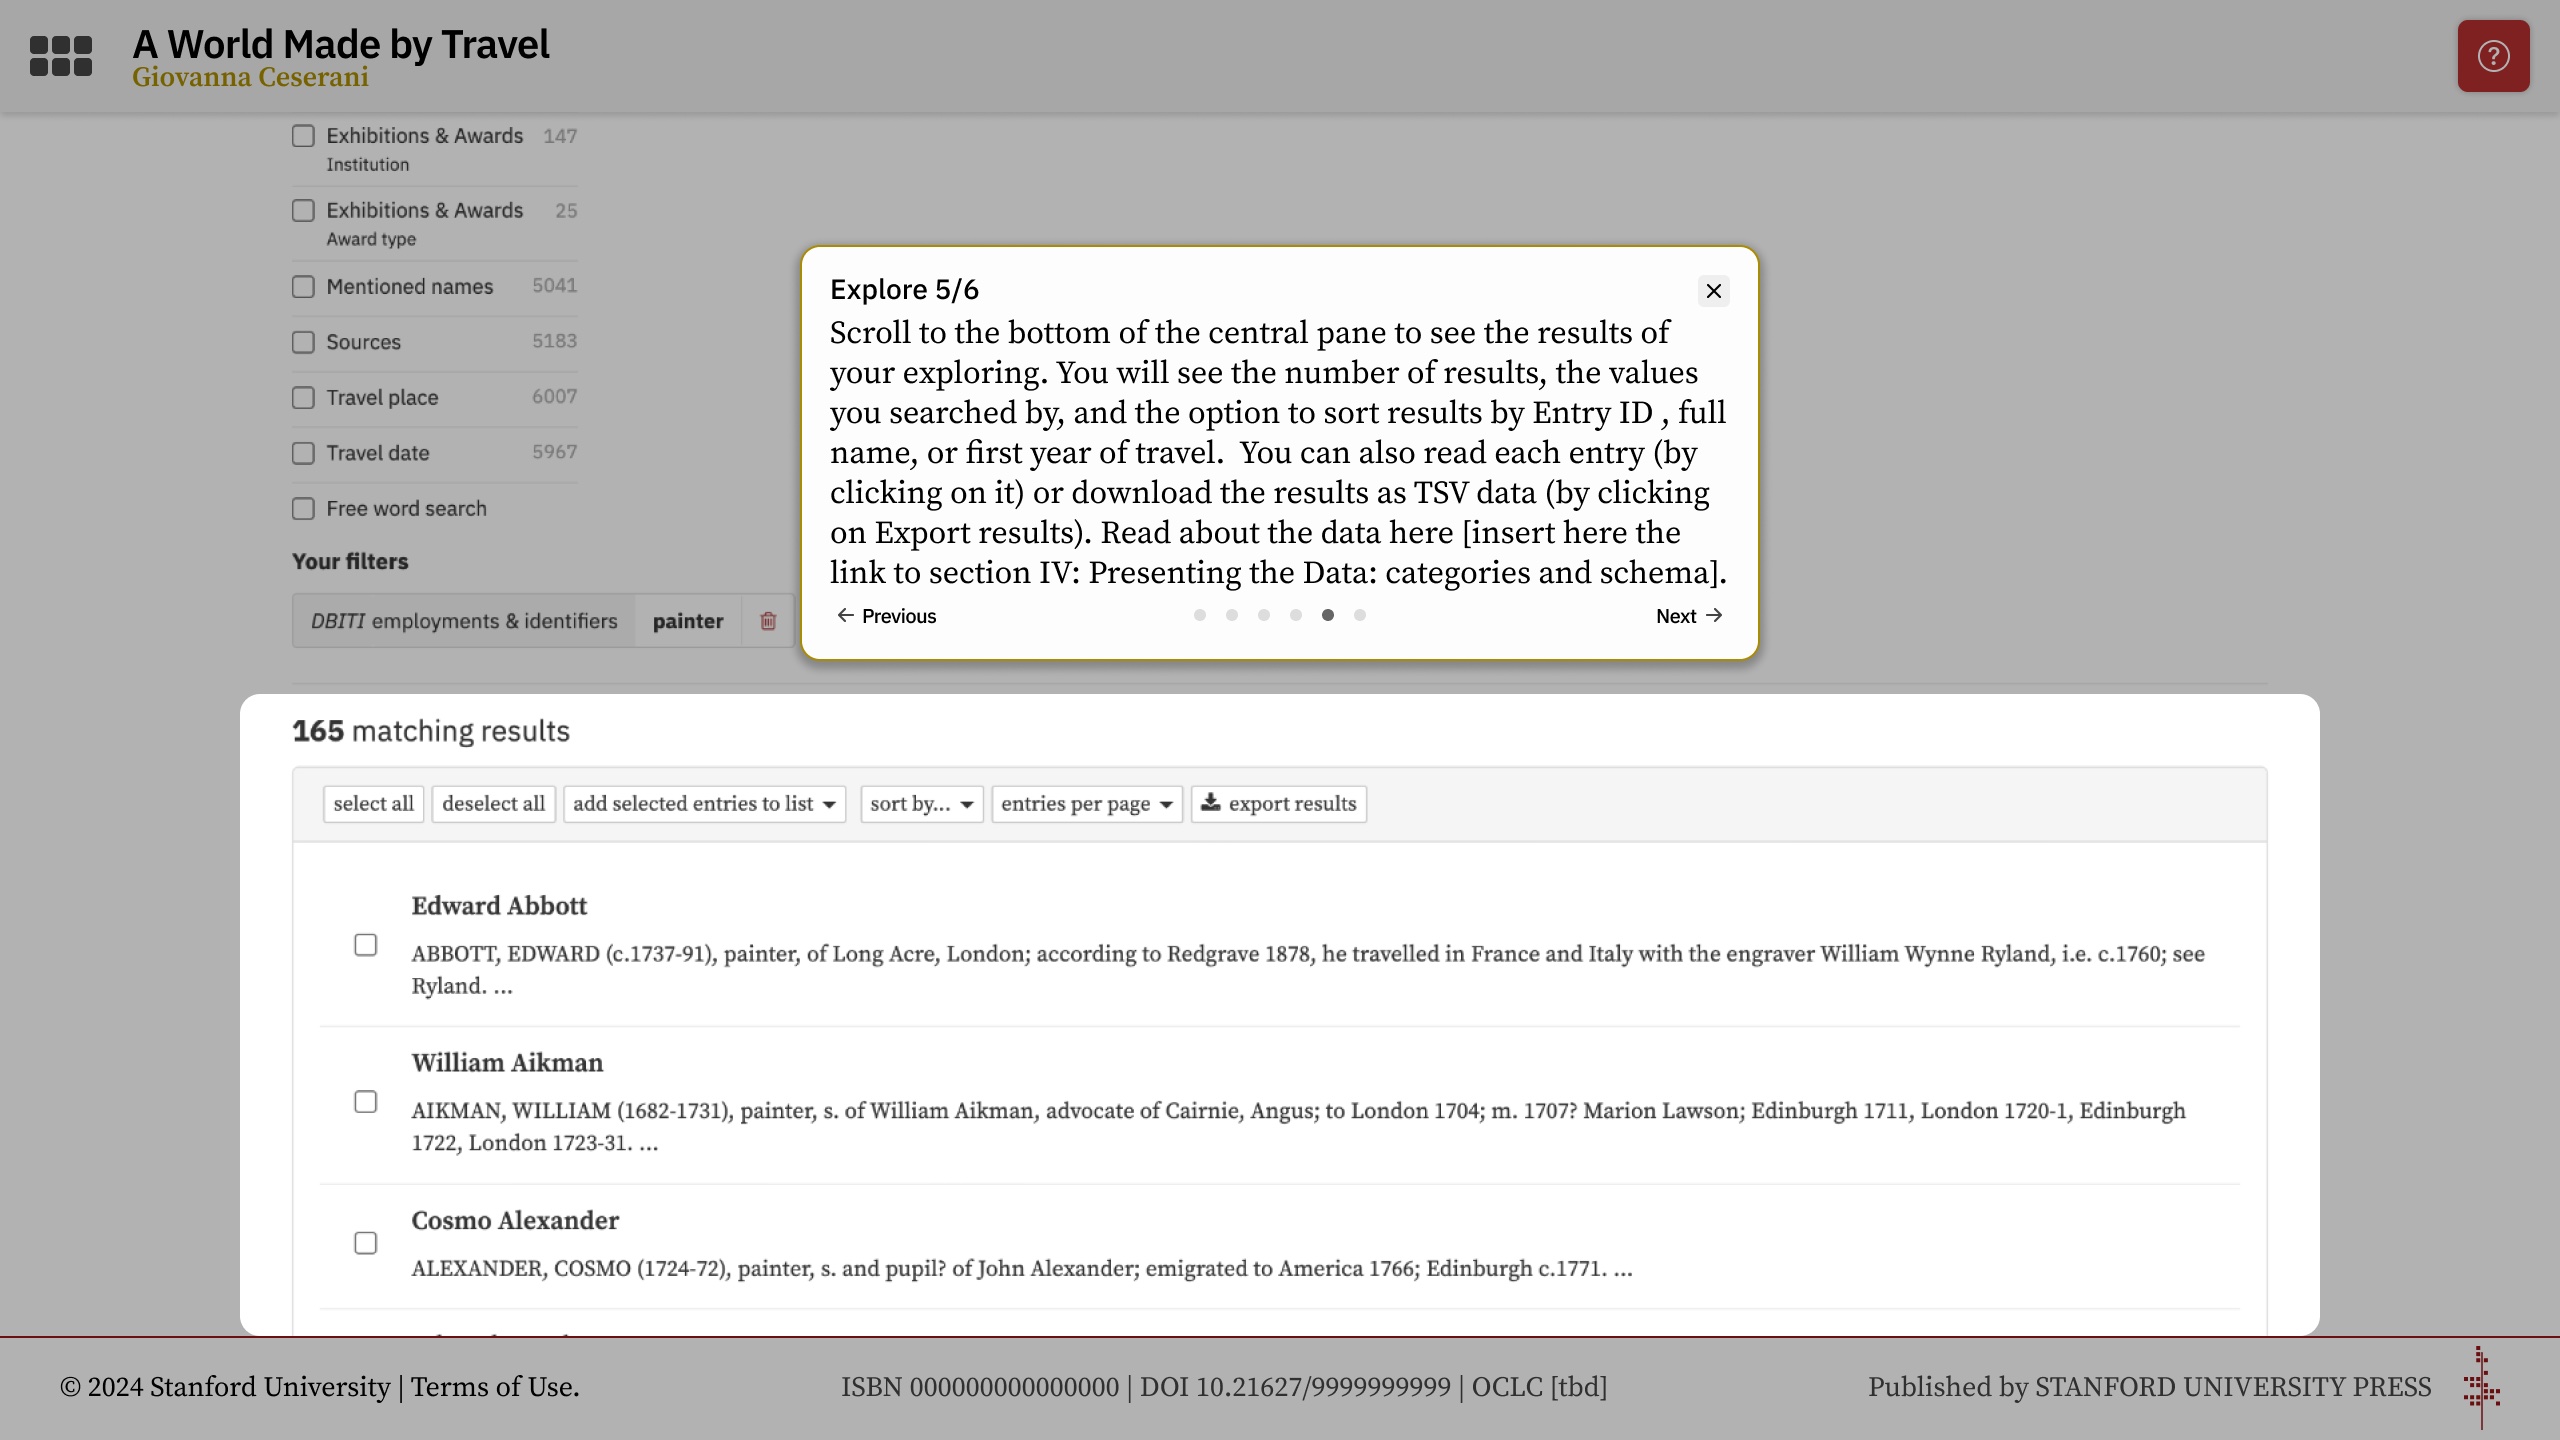 A World Made by Travel
Giovanna Ceserani
Exhibitions & Awards 147
Institution
Exhibitions & Awards 25
Award type
Mentioned names 5041
Sources 5183
Travel place 6007
Travel date 5967
Free word search
Your filters
DBITI employments & identifiers painter
Explore 5/6
Scroll to the bottom of the central pane to see the results of
your exploring. You will see the number of results, the values
you searched by, and the option to sort results by Entry ID , full
name, or first year of travel.  You can also read each entry (by
clicking on it) or download the results as TSV data (by clicking
on Export results). Read about the data here [insert here the
link to section IV: Presenting the Data: categories and schema].
Previous
Next
165 matching results
select all deselect all add selected entries to list sort by... entries per page export results
Edward Abbott
ABBOTT, EDWARD (c.1737-91), painter, of Long Acre, London; according to Redgrave 1878, he travelled in France and Italy with the engraver William Wynne Ryland, i.e. c.1760; see
Ryland. ...
William Aikman
AIKMAN, WILLIAM (1682-1731), painter, s. of William Aikman, advocate of Cairnie, Angus; to London 1704; m. 1707? Marion Lawson; Edinburgh 1711, London 1720-1, Edinburgh
1722, London 1723-31. ...
Cosmo Alexander
ALEXANDER, COSMO (1724-72), painter, s. and pupil? of John Alexander; emigrated to America 1766; Edinburgh c.1771. ...
© 2024 Stanford University | Terms of Use.
ISBN 000000000000000 | DOI 10.21627/9999999999 | OCLC [tbd]
Published by STANFORD UNIVERSITY PRESS